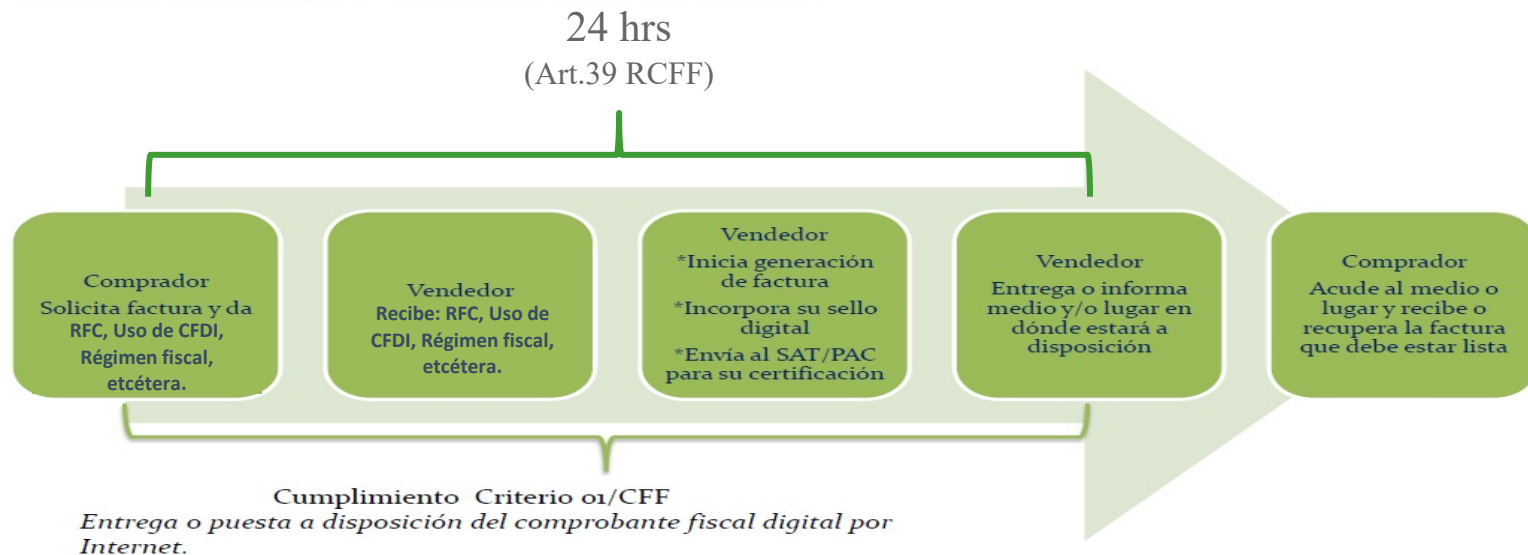 24 hrs
(Art.39 RCFF)
Comprador
Solicita factura y da
RFC, Uso de CFDI,
Régimen fiscal,
etcétera.
Vendedor
Recibe: RFC, Uso de
CFDI, Régimen fiscal,
etcétera.
Vendedor
*Inicia generación
de factura
*Incorpora su sello
digital
*Envía al SAT/PAC
para su certificación
Vendedor
Entrega o informa
medio y/o lugar en
dónde estará a
disposición
Comprador
Acude al medio o
lugar y recibe o
recupera la factura
que debe estar lista
Cumplimiento Criterio 01/CFF
Entrega o puesta a disposición del comprobante fiscal digital por
Internet.